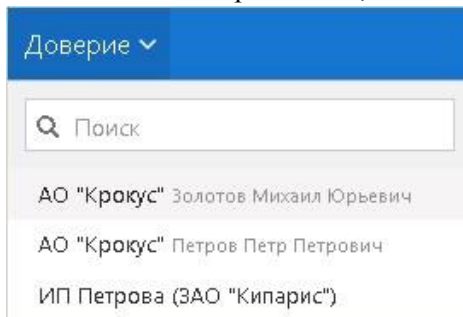 Доверие
Поиск
АО "Крокус" Золотов Михаил Юрьевич
АО "Крокус" Петров Петр Петрович
ИП Петрова (ЗАО "Кипарис")